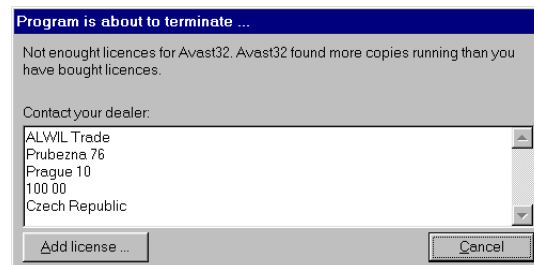 Program is about to terminate ...
Not enought licences for Avast32. Avast32 found more copies running than you
have bought licences.
Contact your dealer:
ALWIL Trade
Prubezna 76
Prague 10
100 00
Czech Republic
Add license ...
Cancel